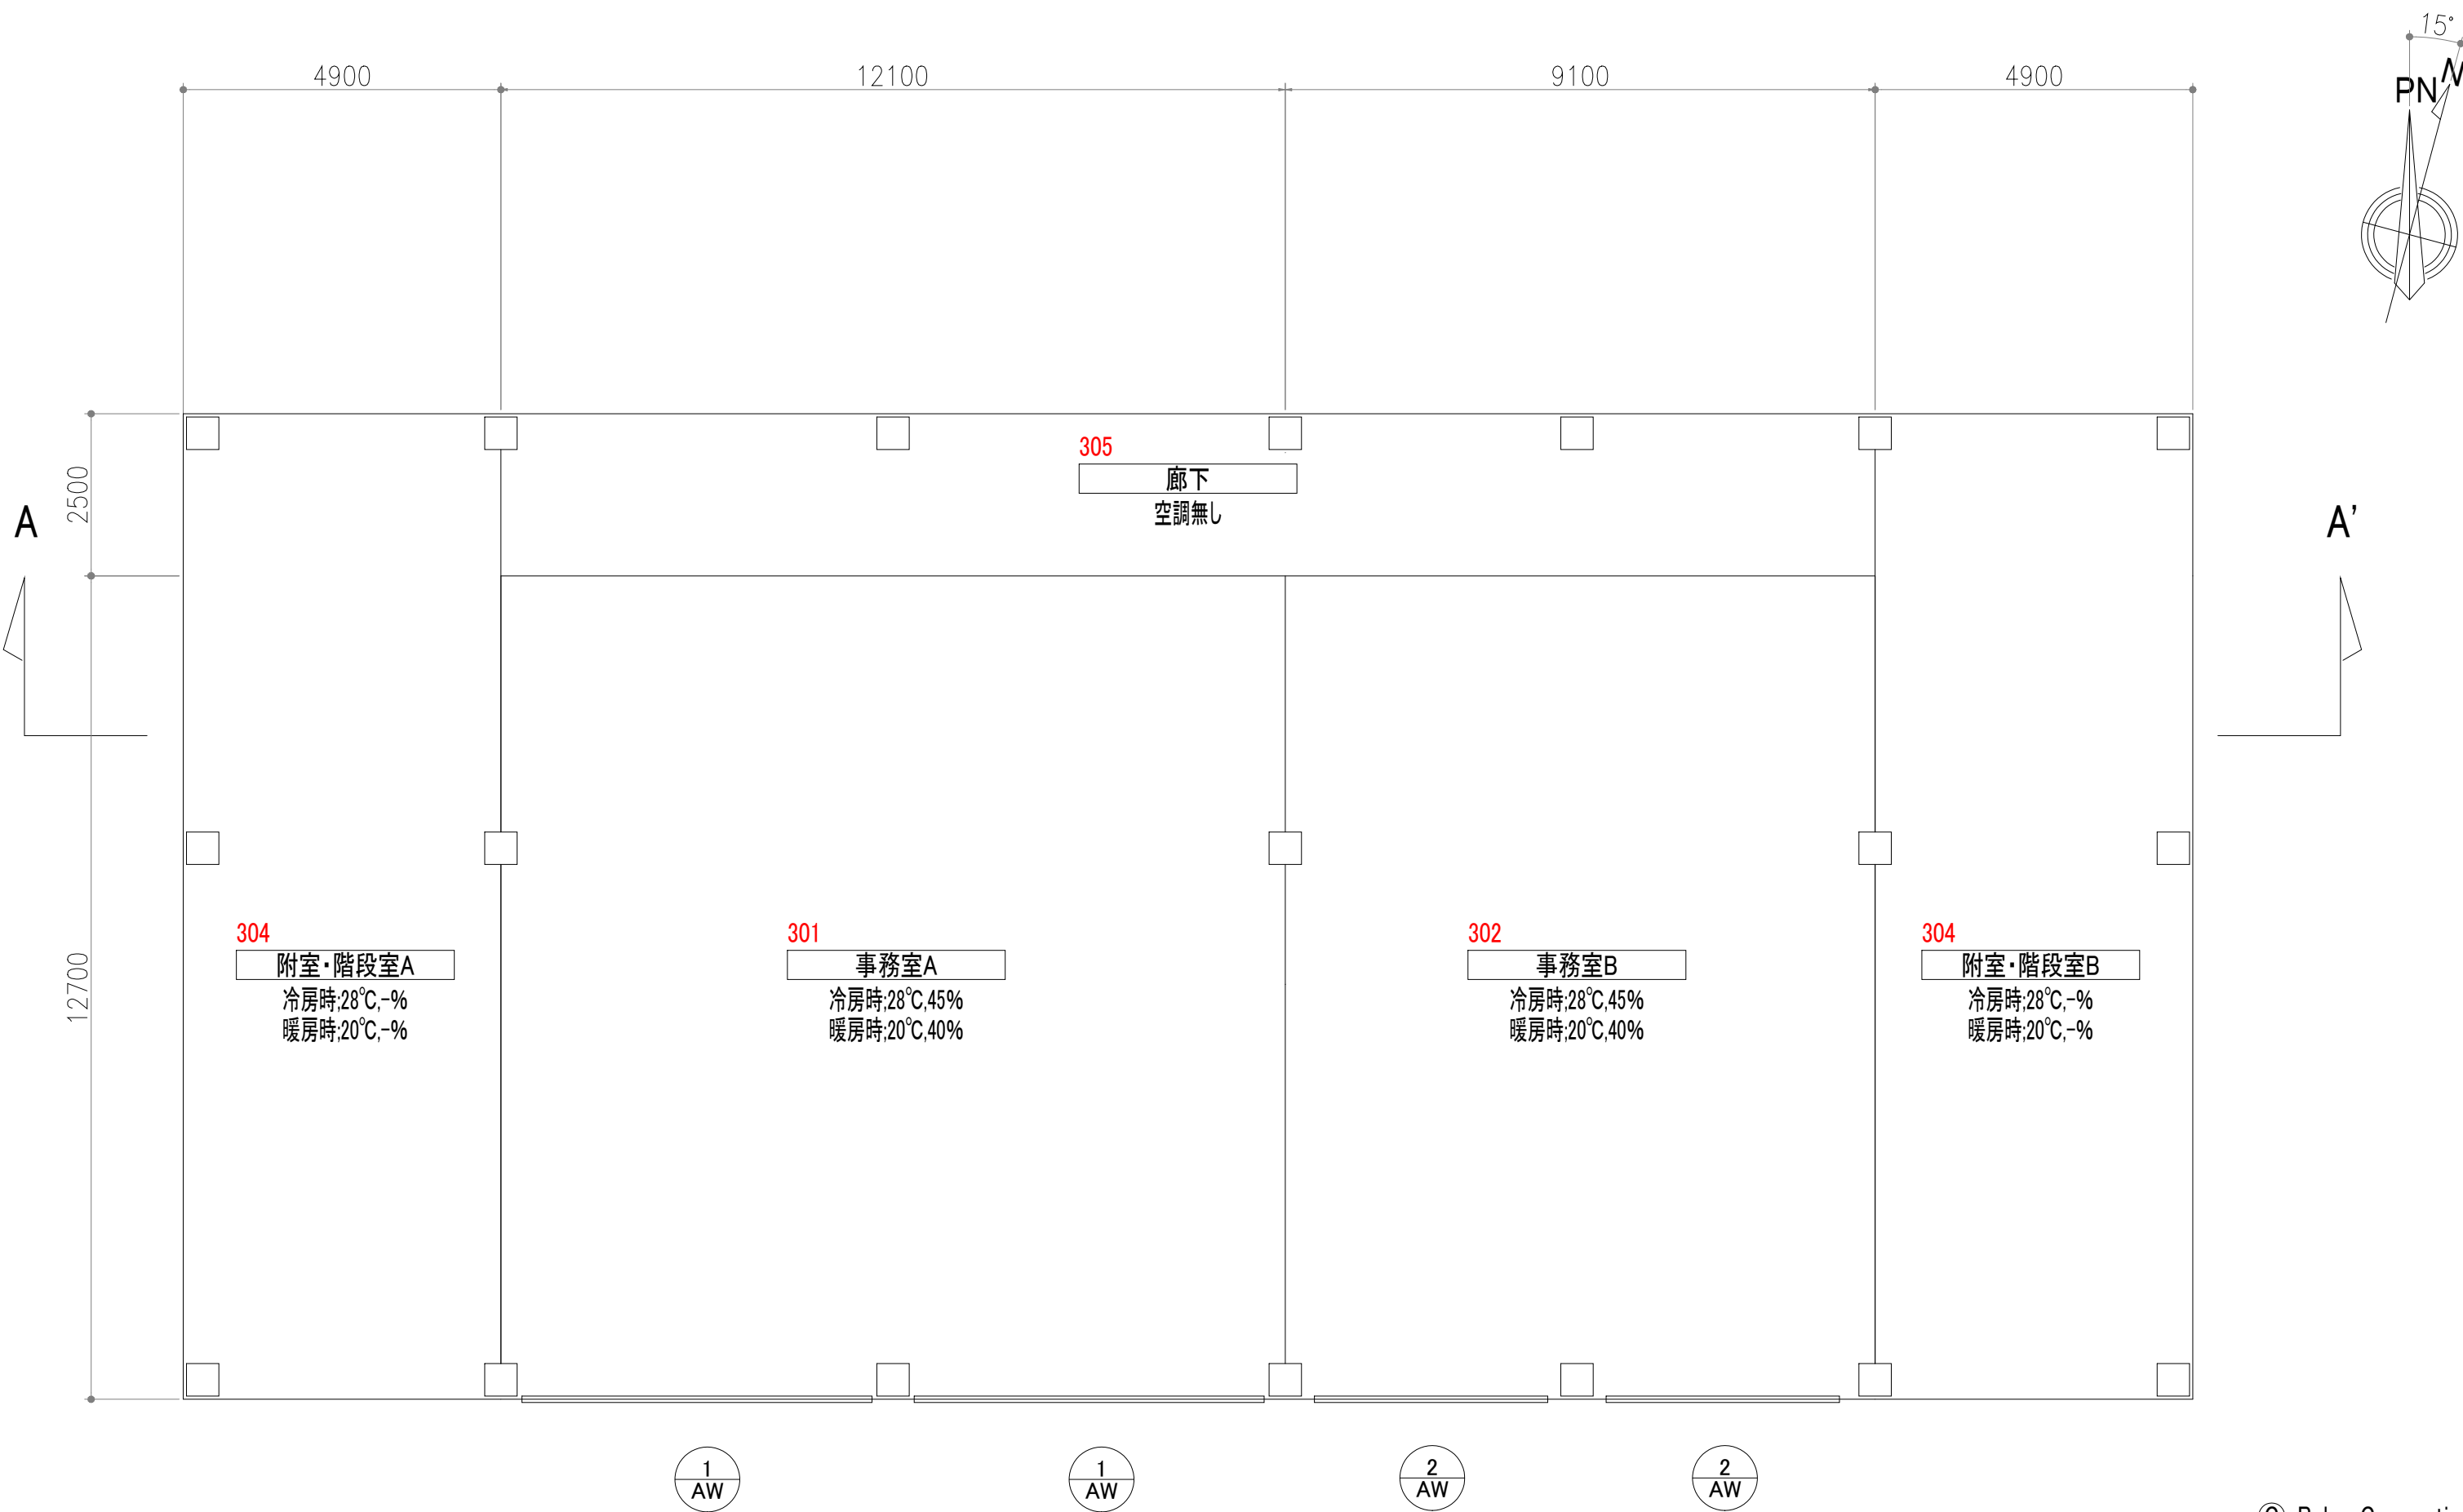 15°
PN N
4900 12100 9100 4900
305
廊下
空調無し
2500
A A'
12700
304
附室・階段室A
冷房時;28℃,-%
暖房時;20℃,-%
301
事務室A
冷房時;28℃,45%
暖房時;20℃,40%
302
事務室B
冷房時;28℃,45%
暖房時;20℃,40%
304
附室・階段室B
冷房時;28℃,-%
暖房時;20℃,-%
1
AW
1
AW
2
AW
2
AW